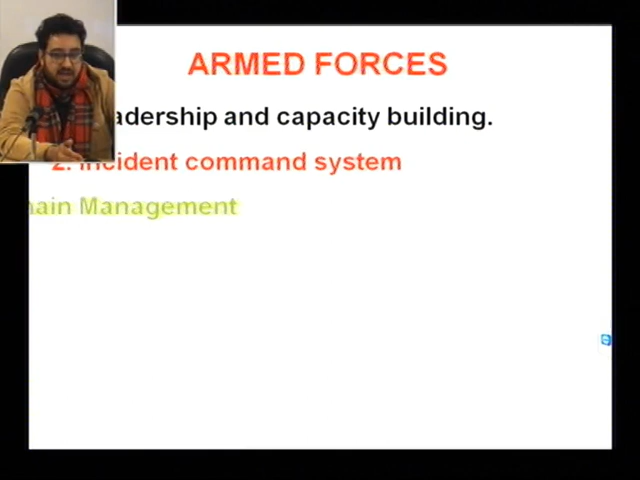 ARMED FORCES
adership and capacity building.
2. Incident command system
hain Management